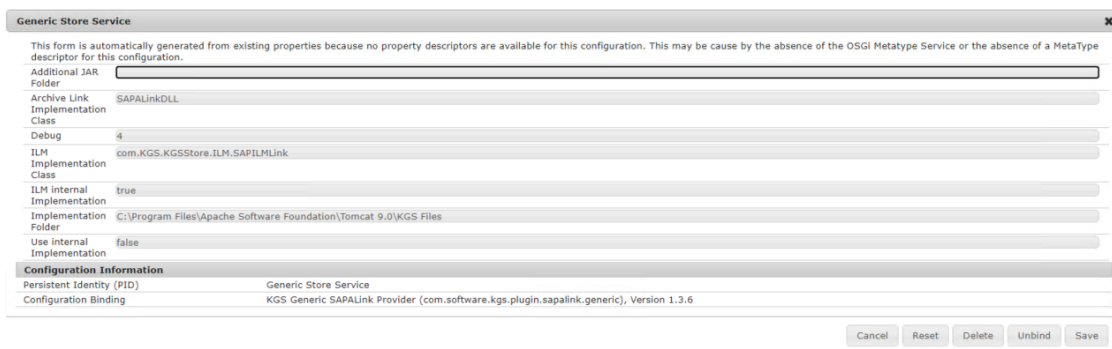 Generic Store Service
This form is automatically generated from existing properties because no property descriptors are available for this configuration. This may be cause by the absence of the OSGi Metatype Service or the absence of a MetaType
descriptor for this configuration.
Additional JAR
Folder
Archive Link SAPALinkDLL
Implementation
Class
Debug 4
ILM com.KGS.KGSStore.ILM.SAPILMLink
Implementation
Class
ILM internal true
Implementation
Implementation C:\Program Files\Apache Software Foundation\Tomcat 9.0\KGS Files
Folder
Use internal false
Implementation
Configuration Information
Persistent Identity (PID) Generic Store Service
Configuration Binding KGS Generic SAPALink Provider (com.software.kgs.plugin.sapalink.generic), Version 1.3.6
Cancel Reset Delete Unbind Save